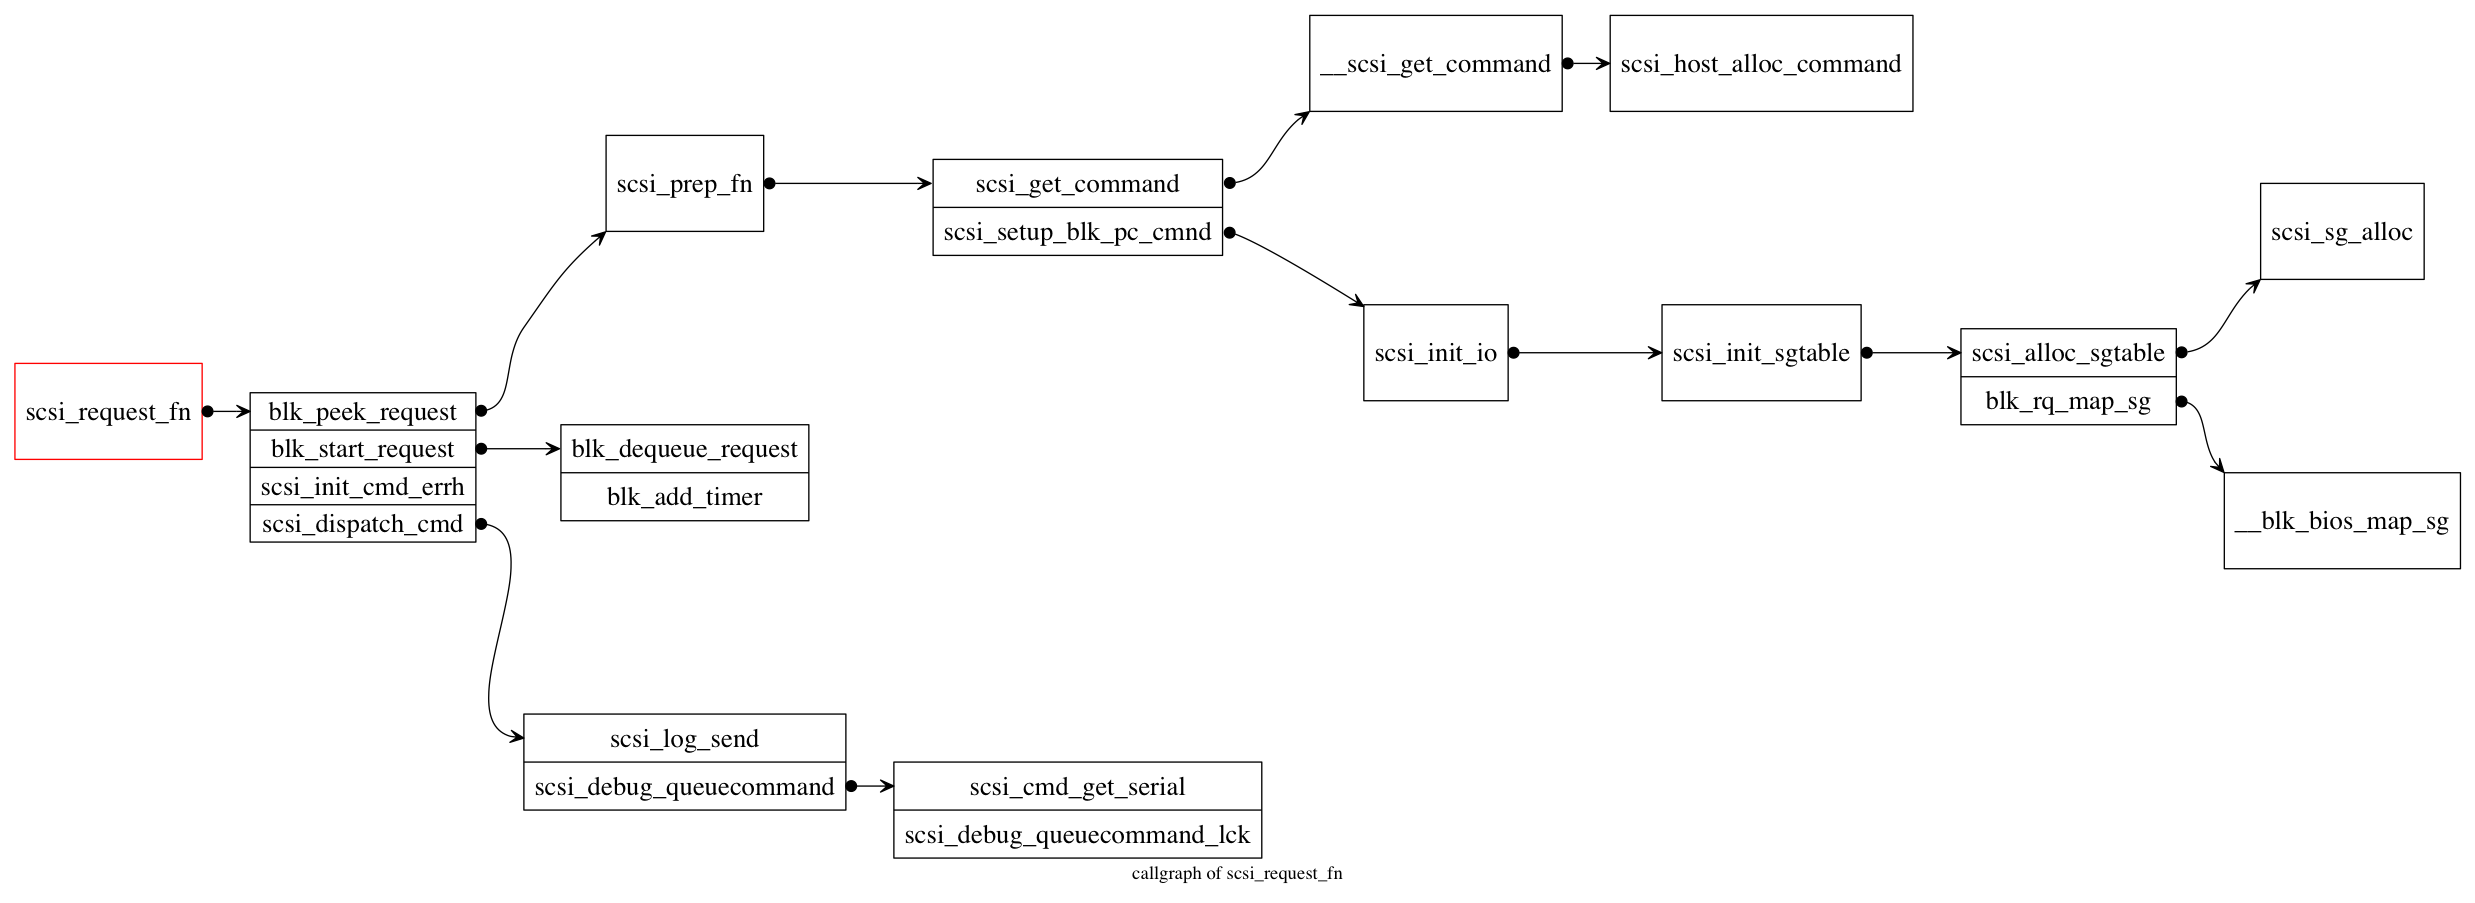 __scsi_get_command
scsi_host_alloc_command
scsi_prep_fn
scsi_get_command
scsi_setup_blk_pc_cmnd
scsi_sg_alloc
scsi_init_io
scsi_init_sgtable
scsi_alloc_sgtable
blk_rq_map_sg
scsi_request_fn
blk_peek_request
blk_start_request
scsi_init_cmd_errh
scsi_dispatch_cmd
blk_dequeue_request
blk_add_timer
__blk_bios_map_sg
scsi_log_send
scsi_debug_queuecommand
scsi_cmd_get_serial
scsi_debug_queuecommand_lck
callgraph of scsi_request_fn